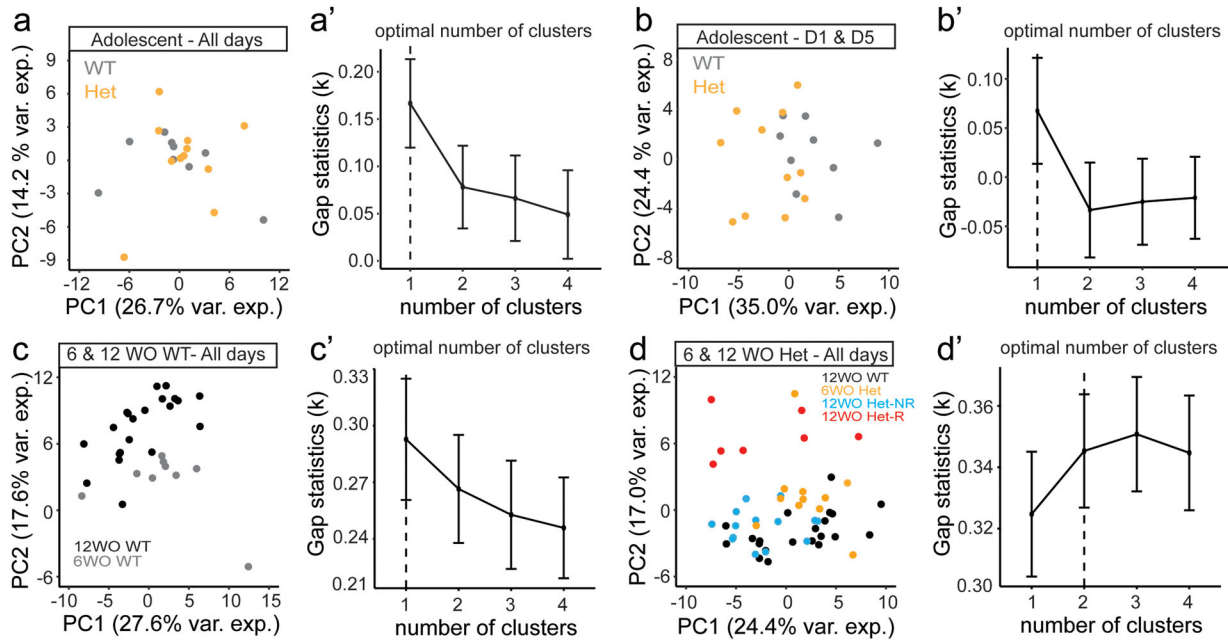 a
Adolescent - All days
WT
Het
9
6
3
0
-3
-6
-9
-12
-6
0
6
12
PC2 (14.2 % var. exp.)
PC1 (26.7% var. exp.)
a'
optimal number of clusters
0.20
0.15
0.10
0.05
0.0
1
2
3
4
Gap statistics (k)
number of clusters
b
Adolescent - D1 & D5
WT
Het
8
4
0
-4
-8
-10
-5
0
5
10
PC2 (24.4 % var. exp.)
PC1 (35.0% var. exp.)
b'
optimal number of clusters
0.10
0.05
0.0
-0.05
1
2
3
4
Gap statistics (k)
number of clusters
c
6 & 12 WO WT- All days
12
6
0
-6
12WO WT
6WO WT
-10
-5
0
5
10
15
PC2 (17.6% var. exp.)
PC1 (27.6% var. exp.)
c'
optimal number of clusters
0.33
0.29
0.25
0.21
1
2
3
4
Gap statistics (k)
number of clusters
d
6 & 12 WO Het - All days
12WO WT
6WO Het
12WO Het-NR
12WO Het-R
12
6
0
-6
-10
-5
0
5
10
PC2 (17.0% var. exp.)
PC1 (24.4% var. exp.)
d'
optimal number of clusters
0.36
0.34
0.32
0.30
1
2
3
4
Gap statistics (k)
number of clusters